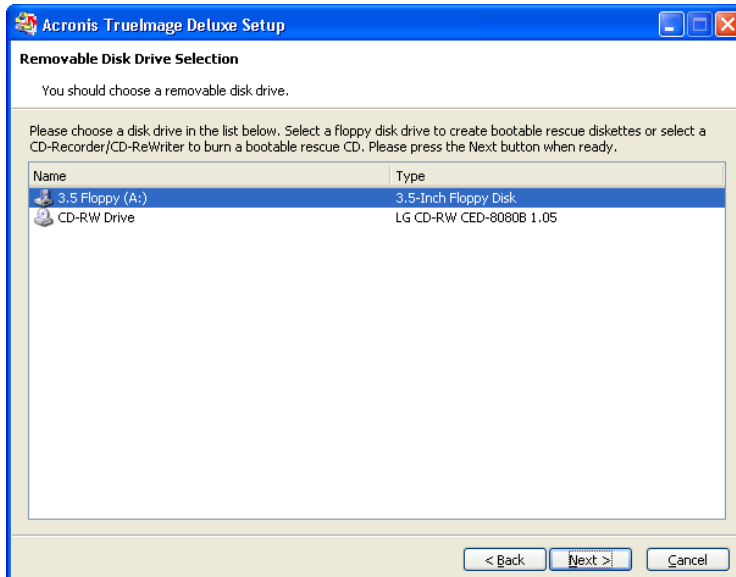 Acronis TrueImage Deluxe Setup
Removable Disk Drive Selection
You should choose a removable disk drive.
Please choose a disk drive in the list below. Select a floppy disk drive to create bootable rescue diskettes or select a
CD-Recorder/CD-ReWriter to burn a bootable rescue CD. Please press the Next button when ready.
Name Type
3.5 Floppy (A:) 3.5-Inch Floppy Disk
CD-RW Drive LG CD-RW CED-8080B 1.05
< Back Next > Cancel